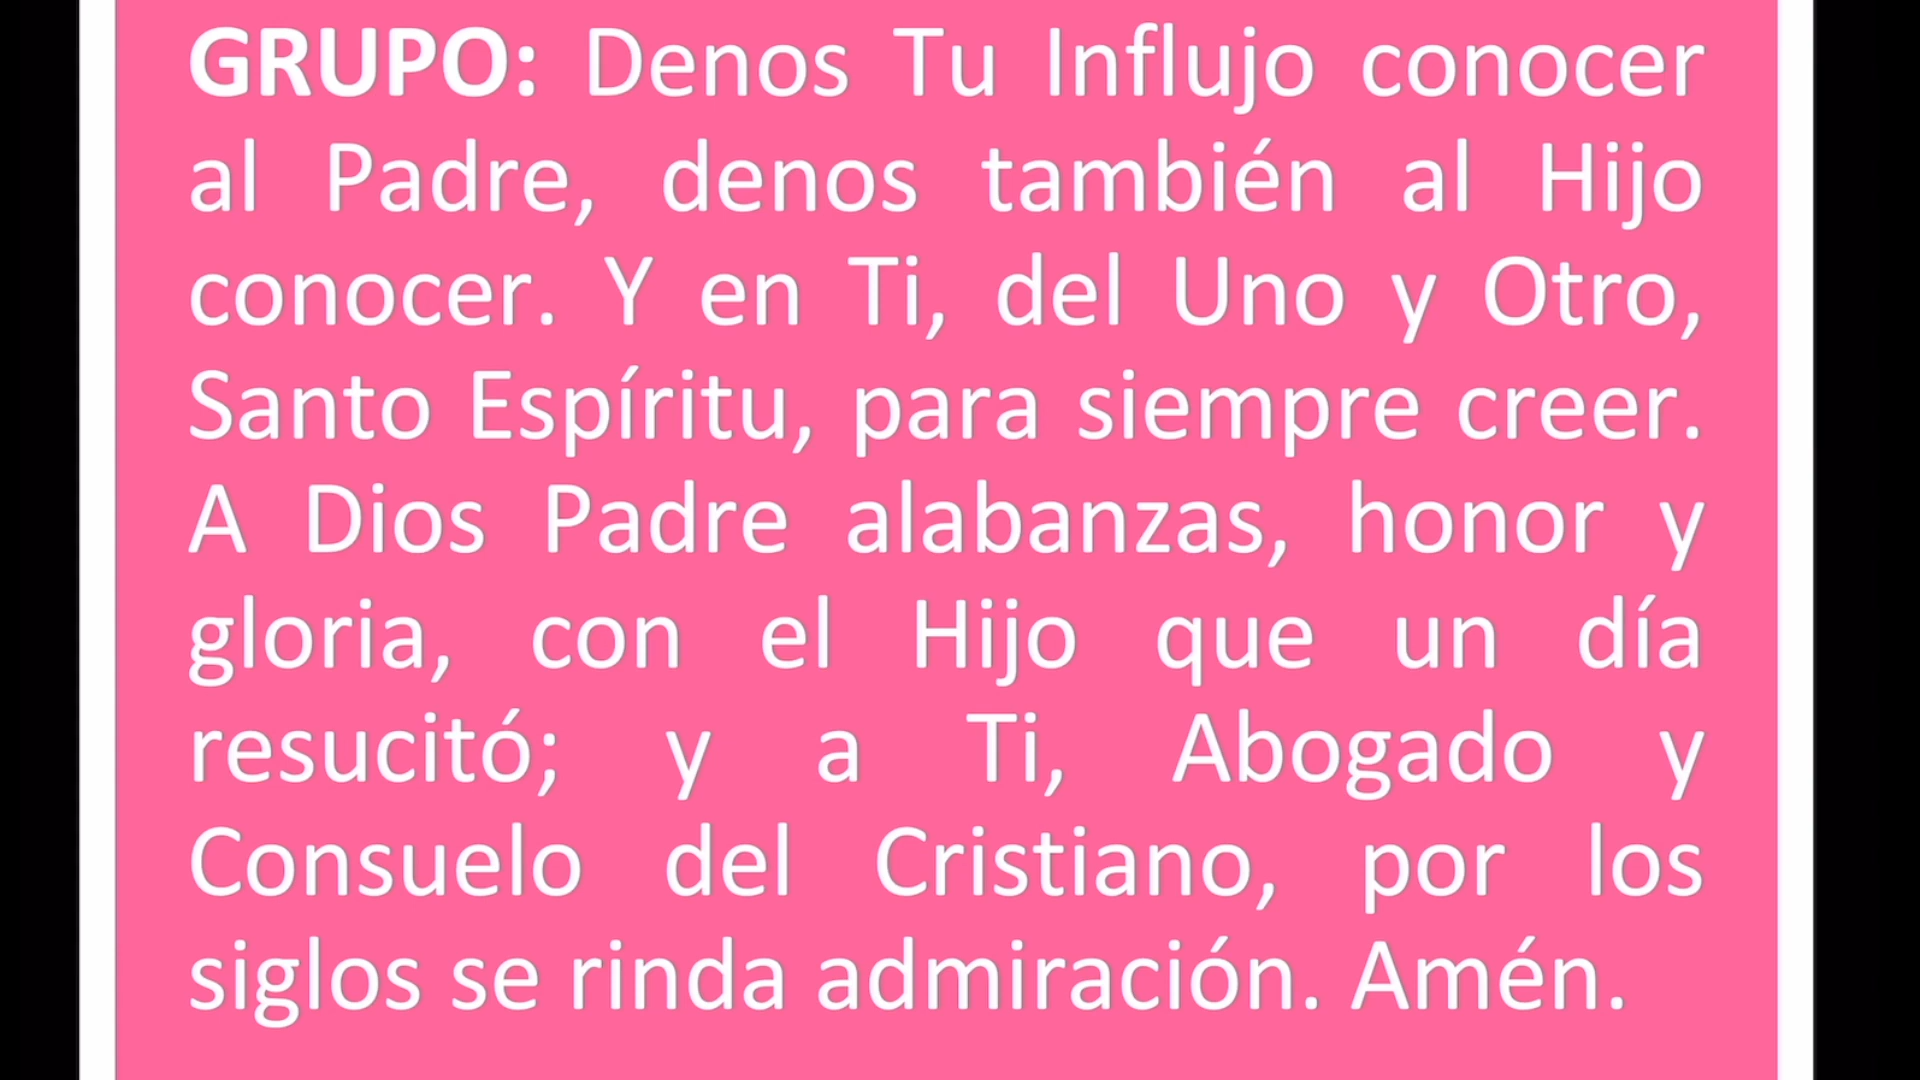 GRUPO: Denos Tu Influjo conocer
al Padre, denos también al Hijo
conocer. Y en Ti, del Uno y Otro,
Santo Espíritu, para siempre creer.
A Dios Padre alabanzas, honor y
gloria, con el Hijo que un día
resucitó; y a Ti, Abogado y
Consuelo del Cristiano, por los
siglos se rinda admiración. Amén.